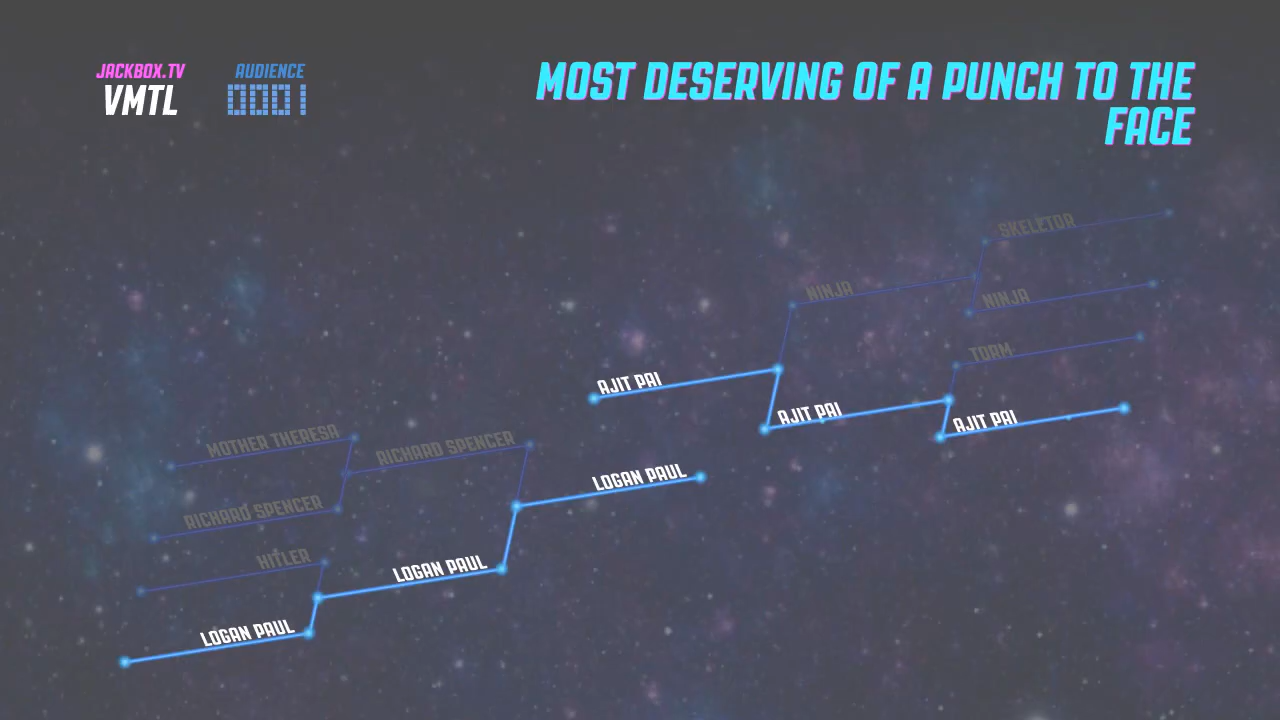 JACKBOX.TV
VMTL
AUDIENCE
0001
MOST DESERVING OF A PUNCH TO THE
FACE
MOTHER THERESA
RICHARD SPENCER
HITLER
LOGAN PAUL
RICHARD SPENCER
LOGAN PAUL
LOGAN PAUL
AJIT PAI
NINJA
AJIT PAI
SKELETOR
NINJA
TORM
AJIT PAI